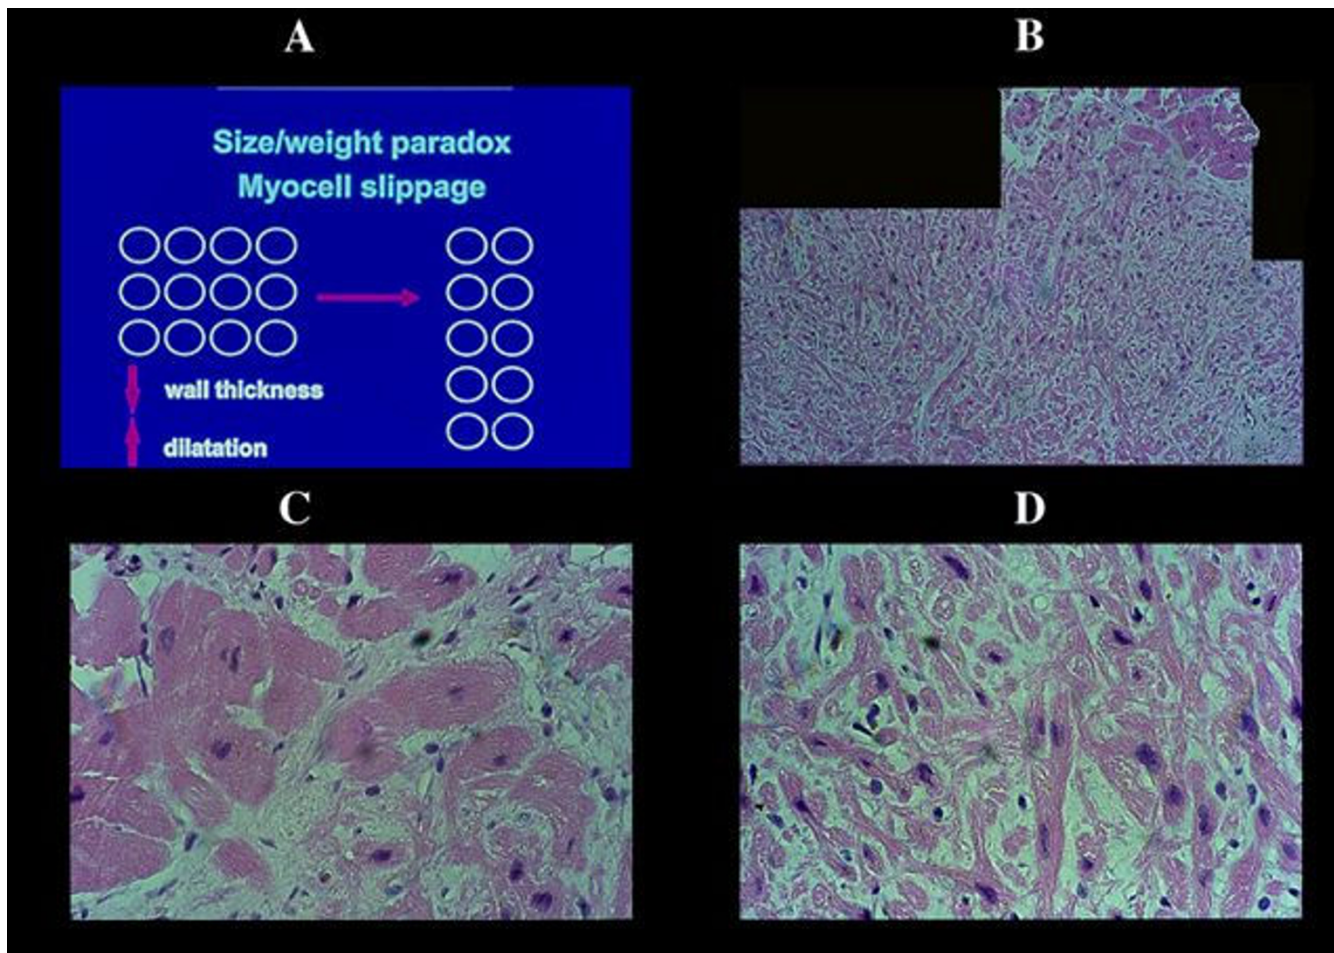 A
B
Size/weight paradox
Myocell slippage
wall thickness
dilatation
C
D